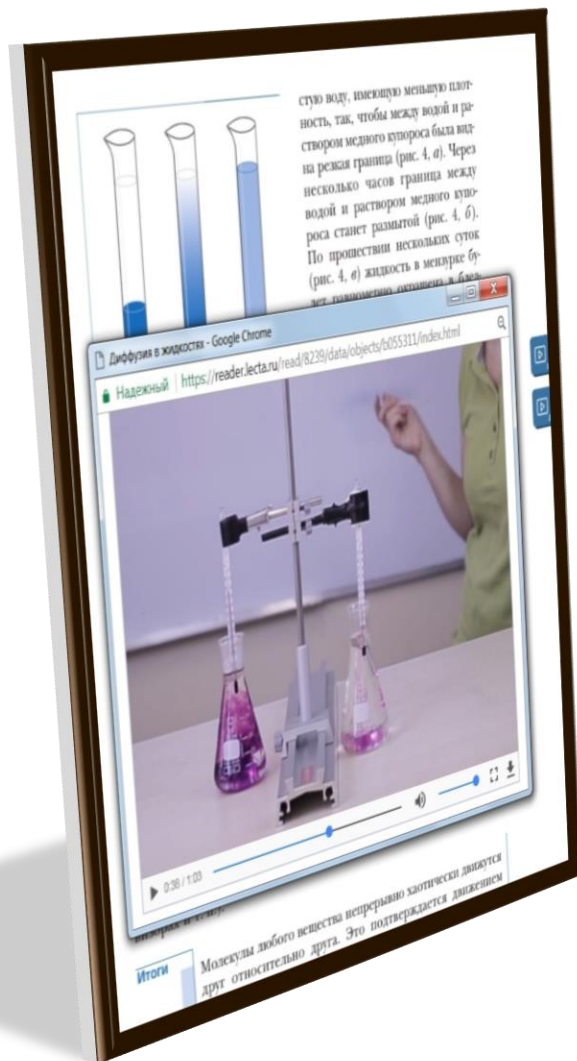 стую воду, имеющую меньшую плот-
ность, так, чтобы между водой и ра-
створом медного купороса была вид-
на резкая граница (рис. 4, а). Через
несколько часов граница между
водой и раствором медного купо-
роса станет размытой (рис. 4, б).
По прошествии нескольких суток
(рис. 4, в) жидкость в мензурке бу-
дет равномерно окрашена в блед-
Диффузия в жидкостях - Google Chrome
Надежный | https://reader.lecta.ru/read/8239/data/objects/b055311/index.html
0:38 / 1:03
Итоги
Молекулы любого вещества непрерывно хаотически движутся
друг относительно друга. Это подтверждается движением